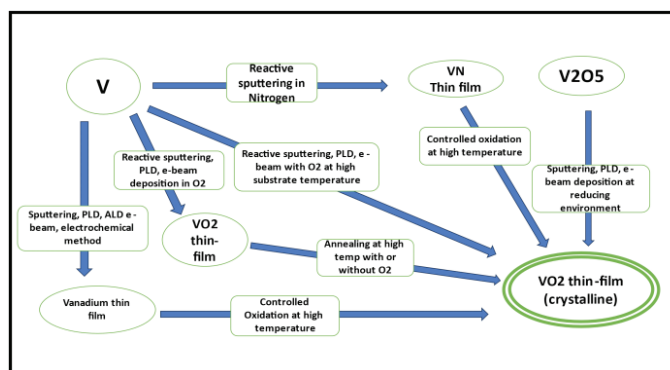 V
Reactive
sputtering in
Nitrogen
VN
Thin film
V2O5
Reactive sputtering,
PLD, e-beam
deposition in O2
Reactive sputtering, PLD, e -
beam with O2 at high
substrate temperature
Controlled oxidation
at high temperature
Sputtering, PLD, e -
beam deposition at
reducing
environment
Sputtering, PLD, ALD e -
beam, electrochemical
method
VO2
thin-
film
Annealing at high
temp with or
without O2
VO2 thin-film
(crystalline)
Vanadium thin
film
Controlled
Oxidation at high
temperature